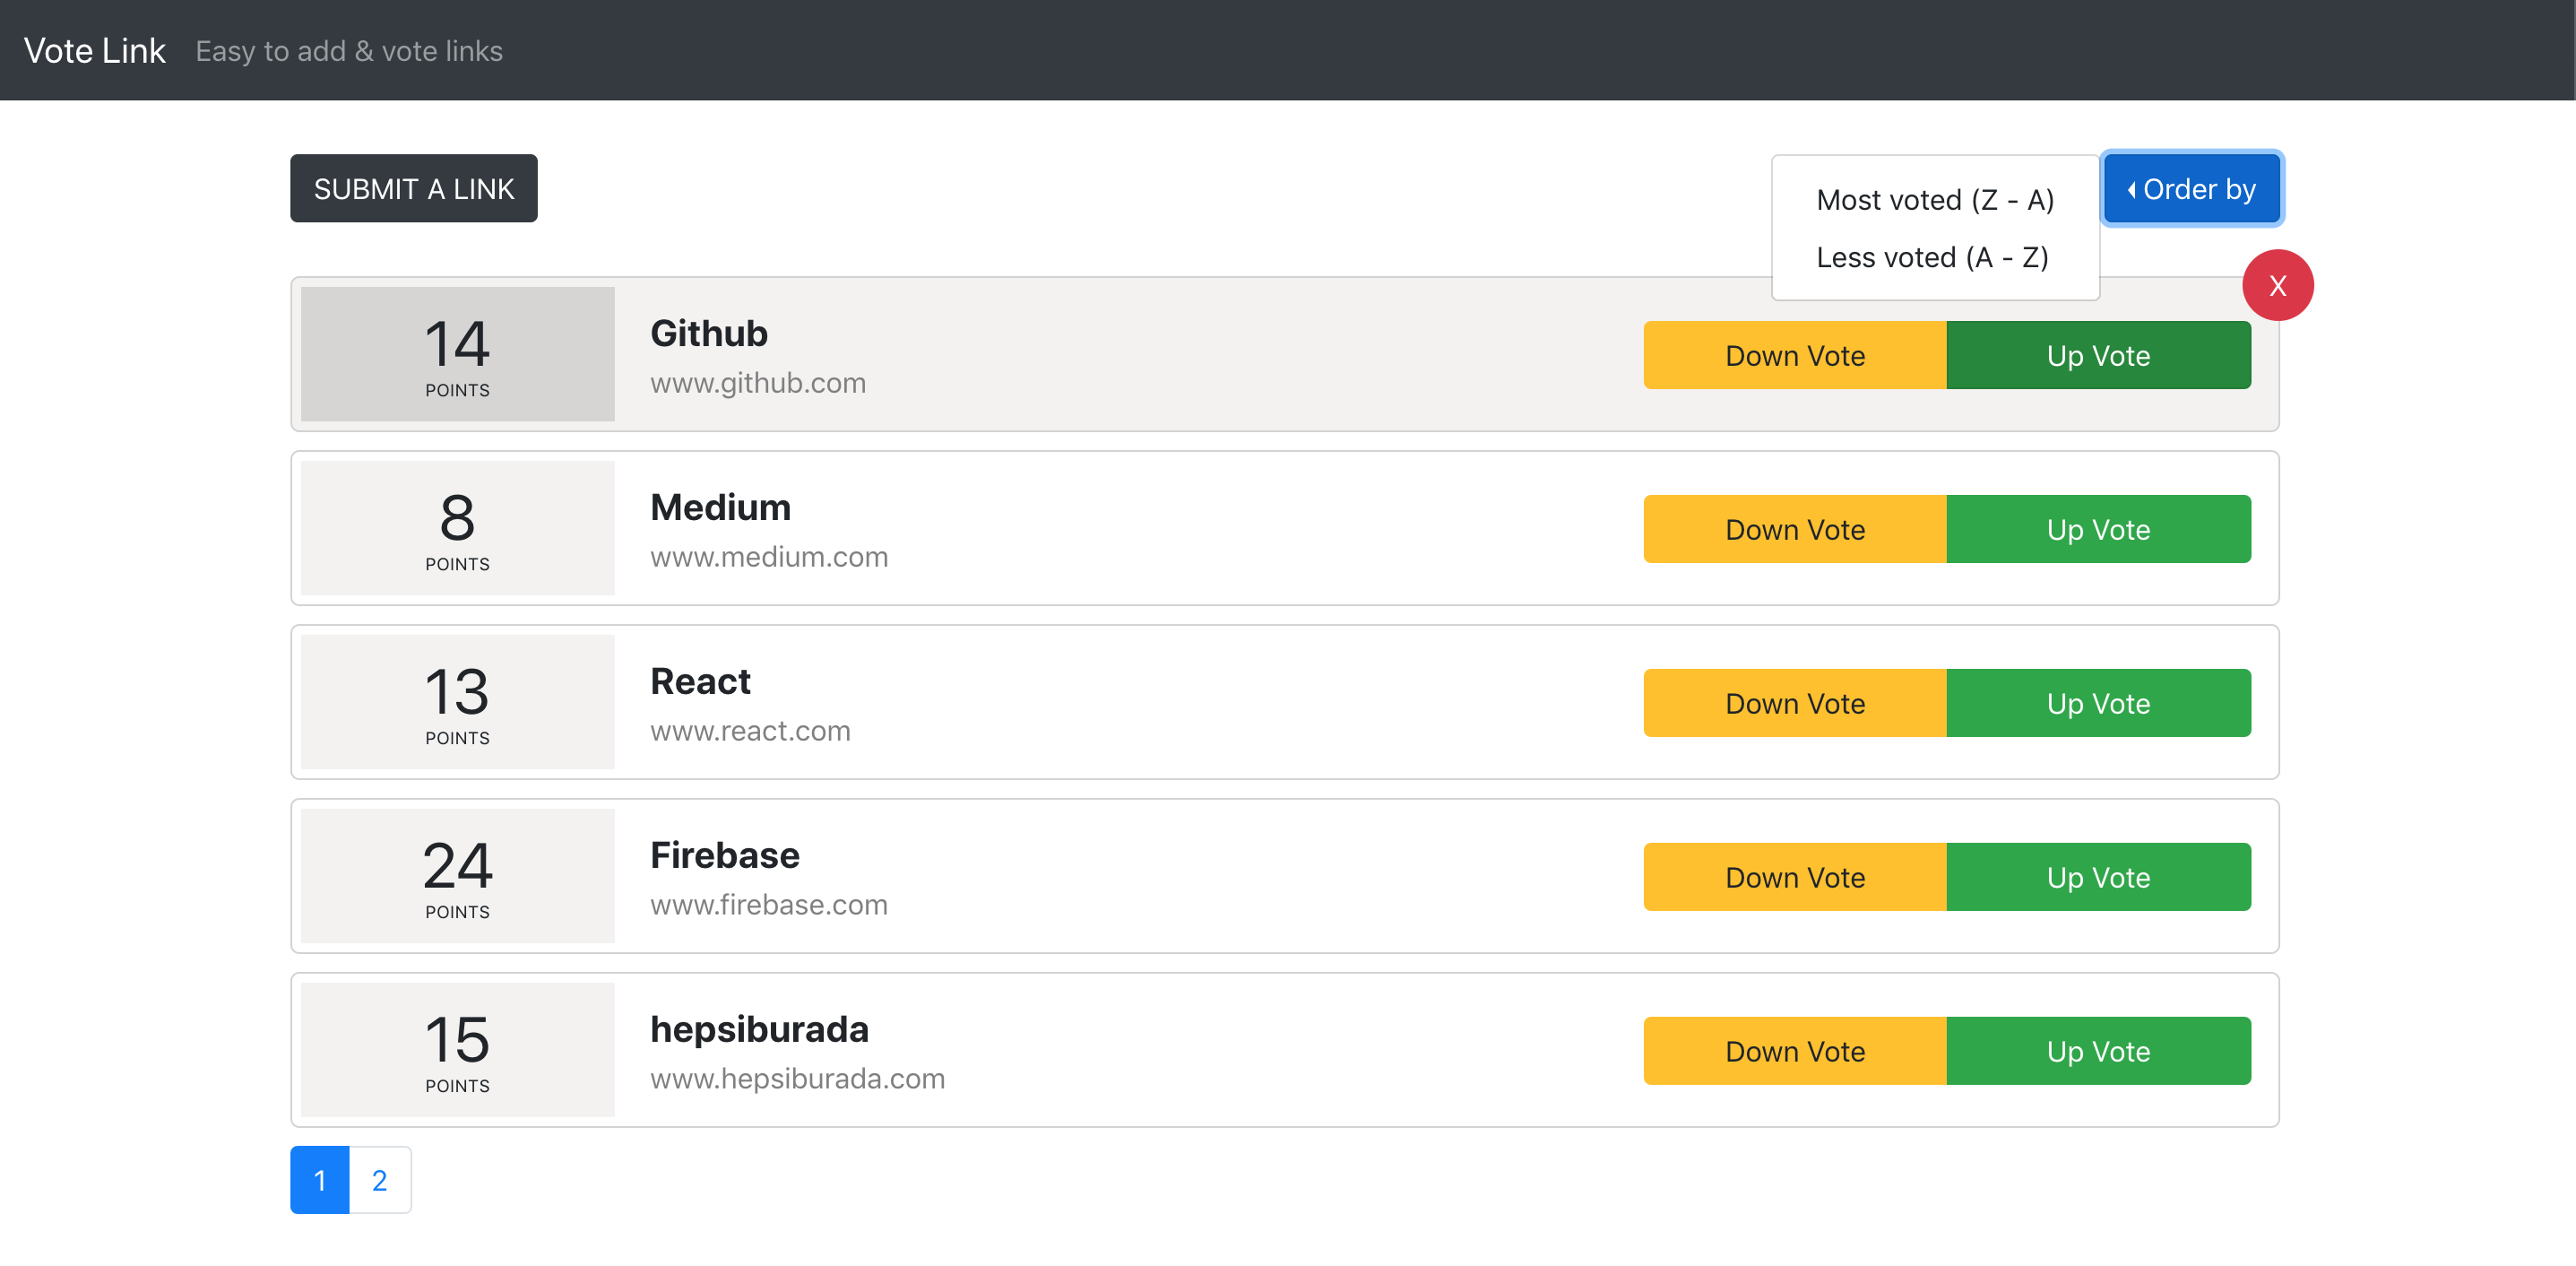 Vote Link Easy to add & vote links
SUBMIT A LINK
Most voted (Z - A)
Less voted (A - Z)
Order by
X
14
POINTS
Github
www.github.com
Down Vote Up Vote
8
POINTS
Medium
www.medium.com
Down Vote Up Vote
13
POINTS
React
www.react.com
Down Vote Up Vote
24
POINTS
Firebase
www.firebase.com
Down Vote Up Vote
15
POINTS
hepsiburada
www.hepsiburada.com
Down Vote Up Vote
1 2